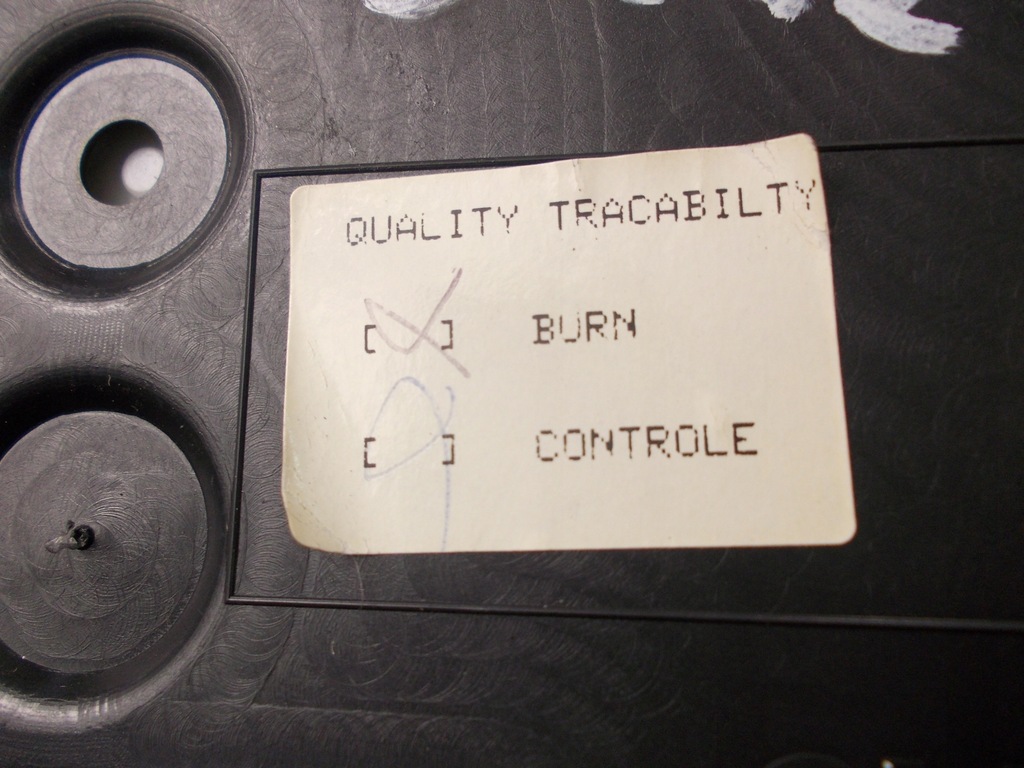 QUALITY TRACABILTY
[ ] BURN
[ ] CONTROLE